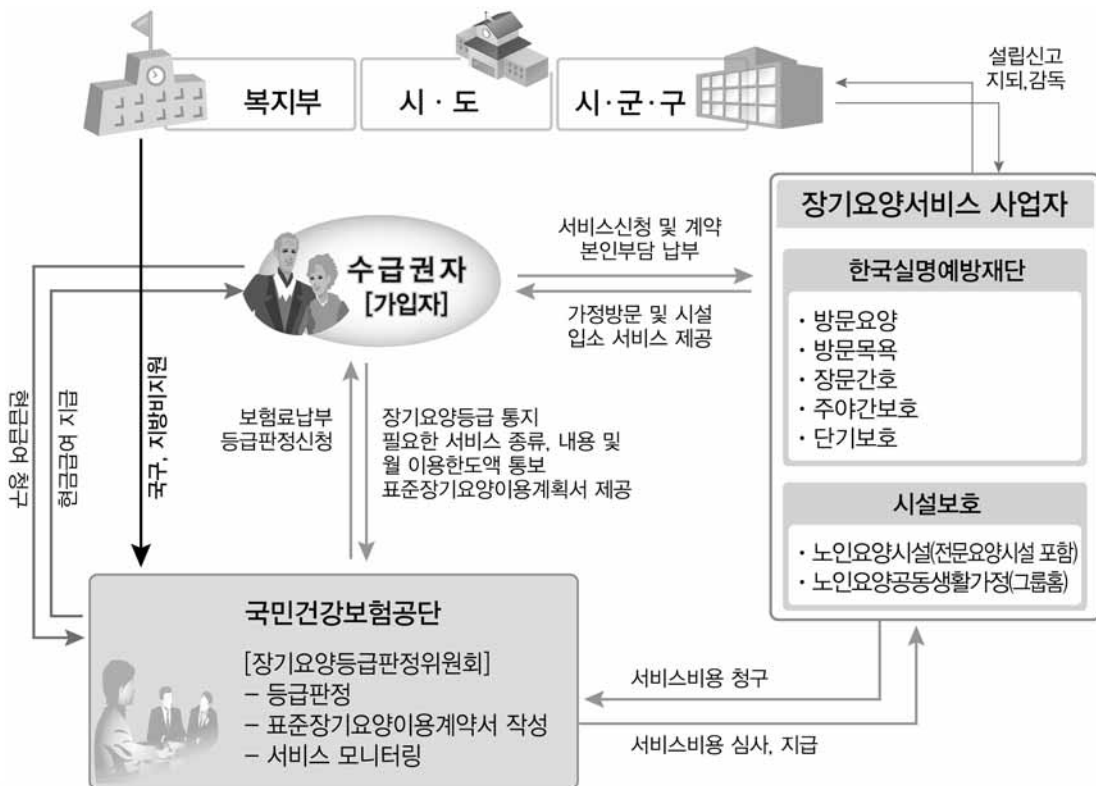 복지부
시·도
시·군·구
설립신고
지되,감독
장기요양서비스 사업자
한국실명예방재단
· 방문요양
· 방문목욕
· 장문간호
· 주야간보호
· 단기보호
시설보호
· 노인요양시설(전문요양시설 포함)
· 노인요양공동생활가정(그룹홈)
서비스신청 및 계약
본인부담 납부
가정방문 및 시설
입소 서비스 제공
수급권자
[가입자]
현금급여 청구
현금급여 지급
국구, 지방비지원
보험료납부
등급판정신청
장기요양등급 통지
필요한 서비스 종류, 내용 및
월 이용한도액 통보
표준장기요양이용계획서 제공
국민건강보험공단
[장기요양등급판정위원회]
– 등급판정
– 표준장기요양이용계약서 작성
– 서비스 모니터링
서비스비용 청구
서비스비용 심사, 지급